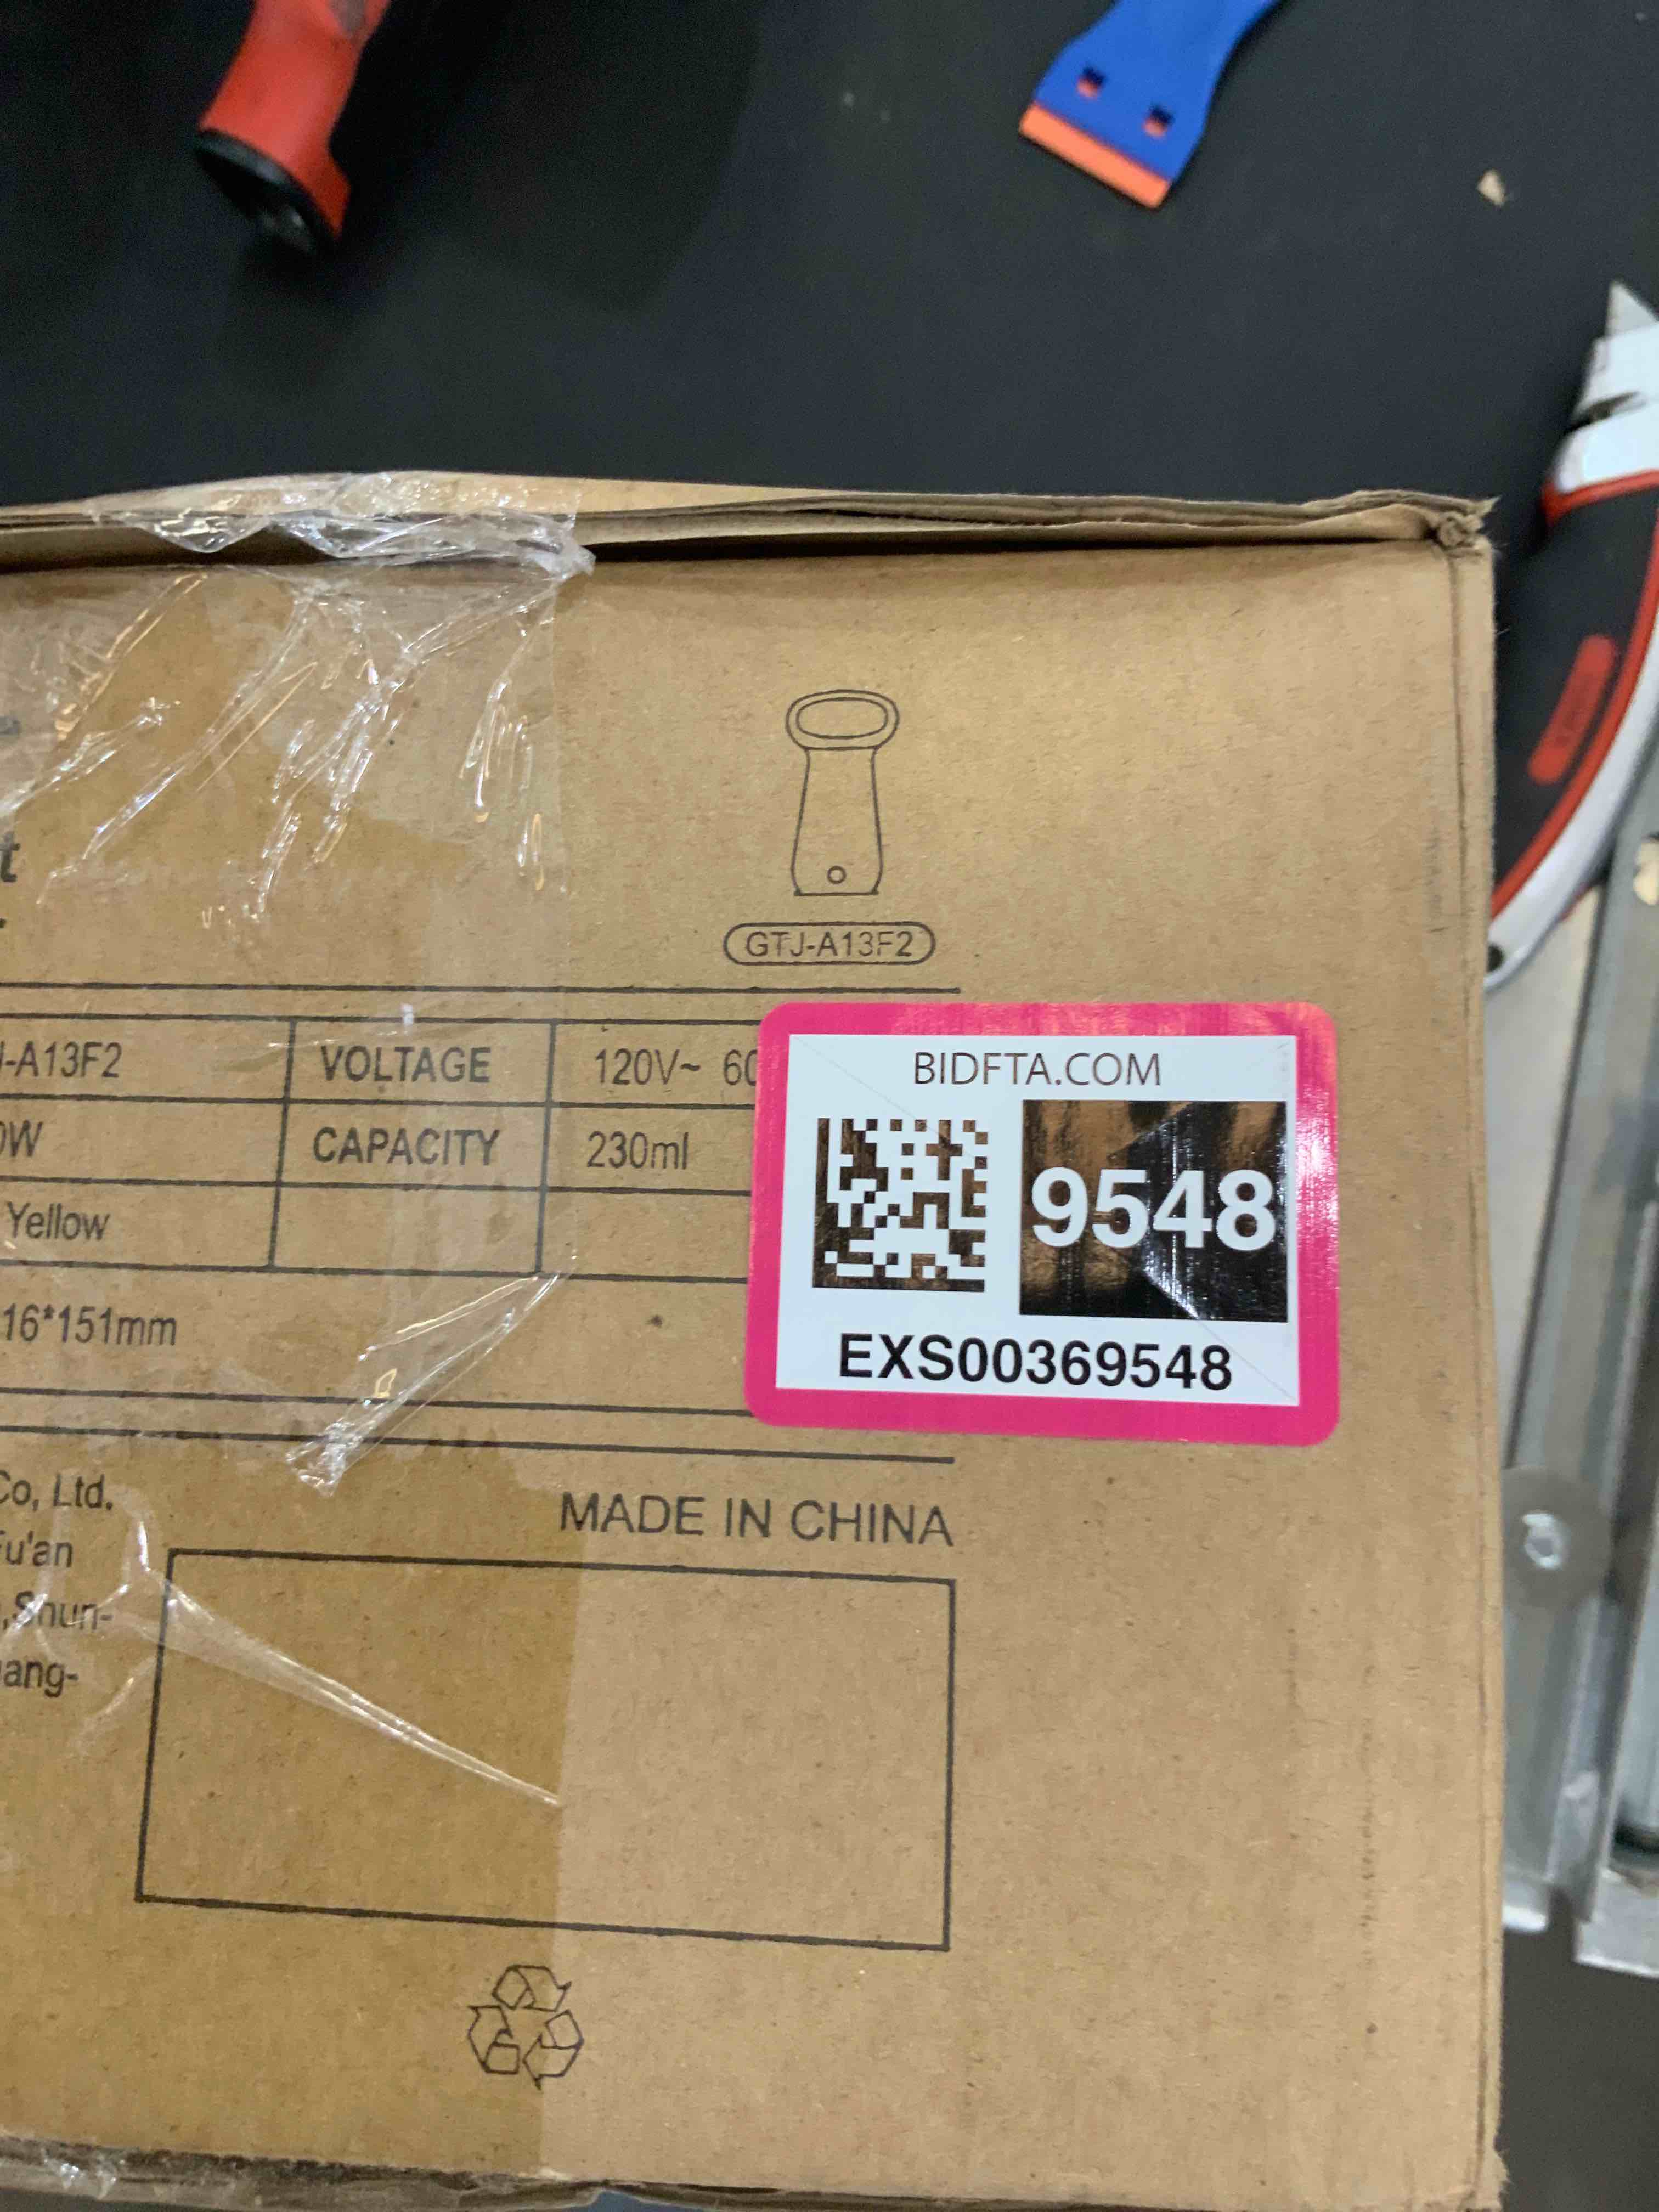 GTJ-A13F2
-A13F2 VOLTAGE 120V~ 60
W CAPACITY 230ml
Yellow
16*151mm
BIDFTA.COM
9548
EXS00369548
Co, Ltd.
MADE IN CHINA
u'an
,Shun-
ang-